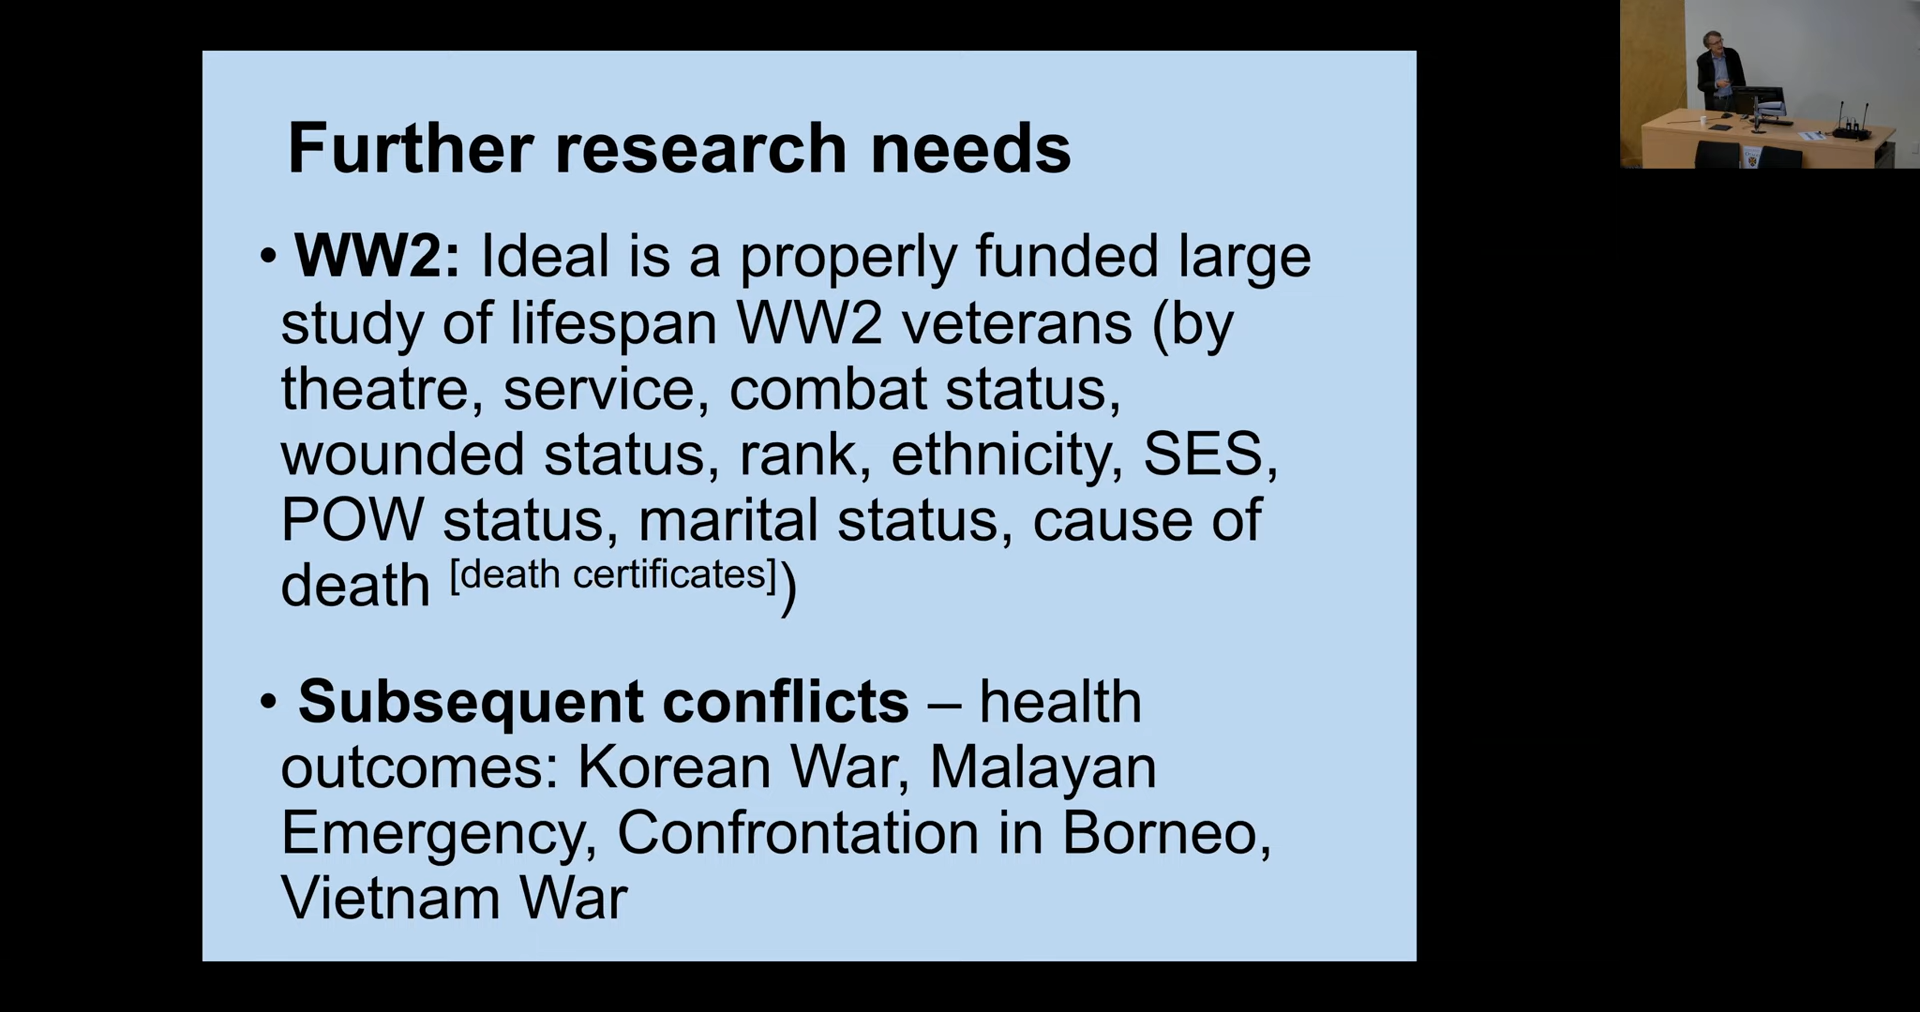 Further research needs
• WW2: Ideal is a properly funded large
study of lifespan WW2 veterans (by
theatre, service, combat status,
wounded status, rank, ethnicity, SES,
POW status, marital status, cause of
death [death certificates])
• Subsequent conflicts – health
outcomes: Korean War, Malayan
Emergency, Confrontation in Borneo,
Vietnam War